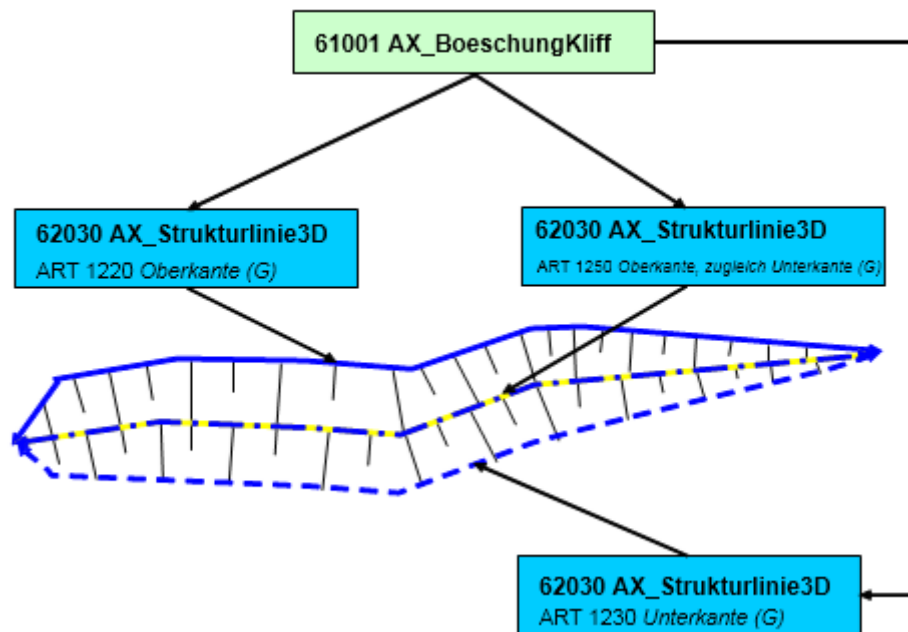 61001 AX_BoeschungKliff
62030 AX_Strukturlinie3D
ART 1220 Oberkante (G)
62030 AX_Strukturlinie3D
ART 1250 Oberkante, zugleich Unterkante (G)
62030 AX_Strukturlinie3D
ART 1230 Unterkante (G)